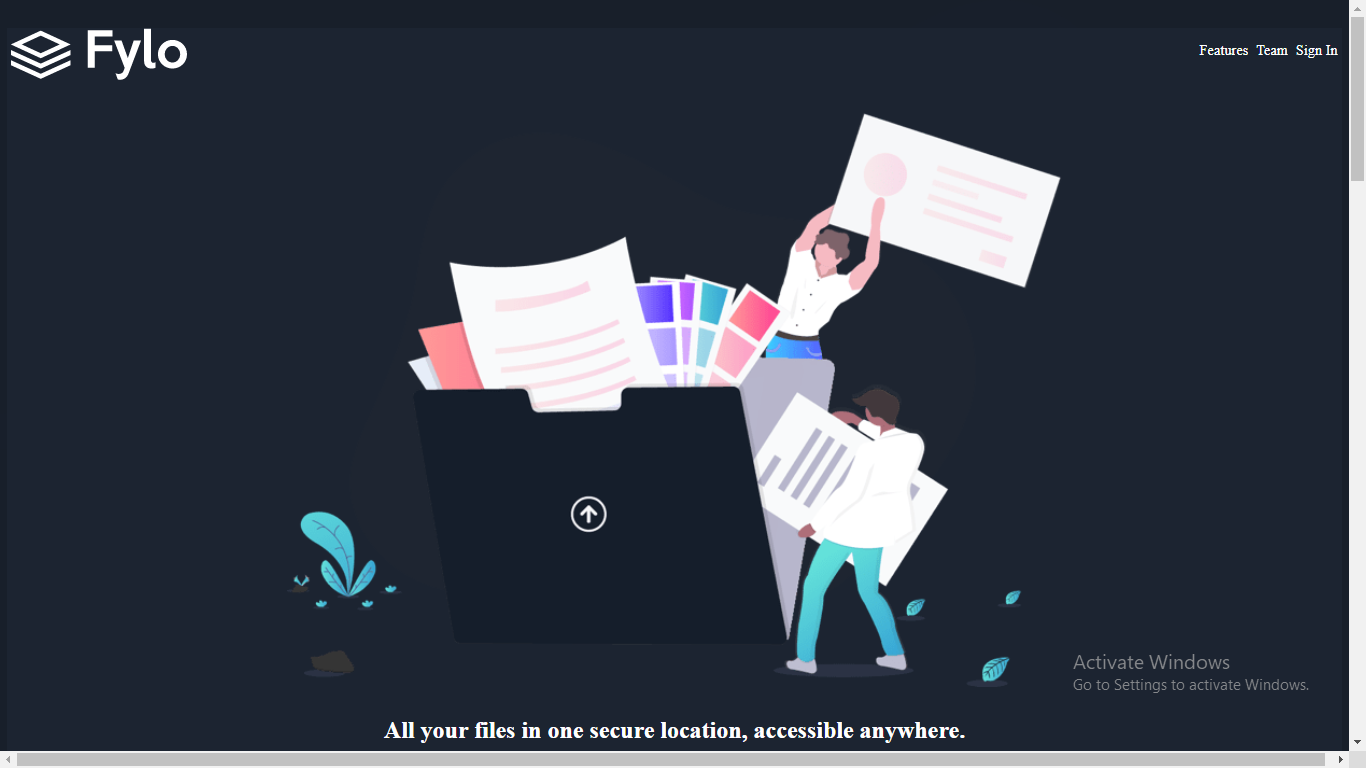 Fylo
Features Team Sign In
Activate Windows
Go to Settings to activate Windows.
All your files in one secure location, accessible anywhere.